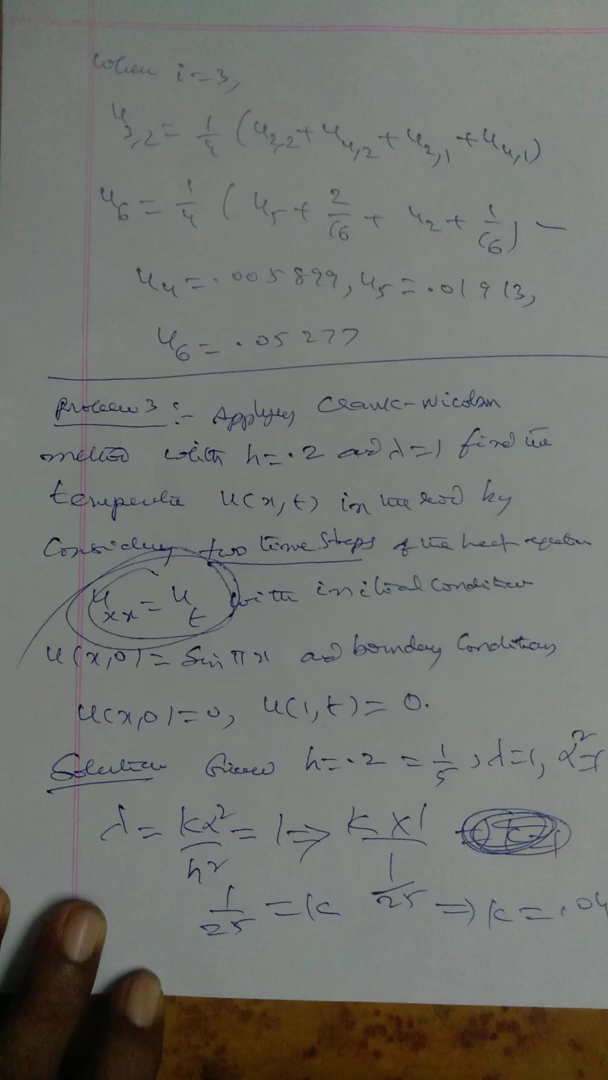 When i=3,
u3,2 = 1/4 (u2,2 + u4,2 + u2,1 + u4,1)
u6 = 1/4 ( u5 + 2/16 + u2 + 1/16 ) —
u4 = .005899, u5 = .01913,
u6 = .05277
Problem 3 :- Applying Crank-Nicolson
method with h=.2 and λ=1 find the
temperature u(x,t) in the rod by
Considering two time steps of the heat equation
uxx = ut with initial condition
u(x,0) = Sin πx and boundary Conditions
u(x,0)=0, u(1,t) = 0.
Solution Given h=.2 = 1/5, λ=1, α²=1
λ = kα²/h² = 1 ⇒ k×1 / 1/25
1/25 = k ⇒ k = .04